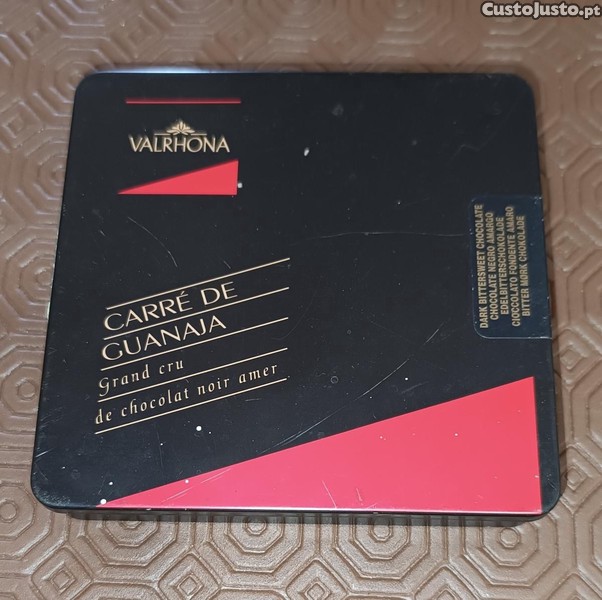 CustoJusto.pt
VALRHONA
CARRÉ DE
GUANAJA
Grand cru
de chocolat noir amer
DARK BITTERSWEET CHOCOLATE
CHOCOLATE NEGRO AMARGO
EDELBITTERSCHOKOLADE
CIOCCOLATO FONDENTE AMARO
BITTER MØRK CHOKOLADE